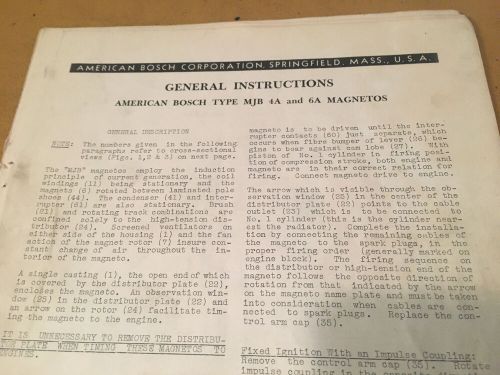 AMERICAN BOSCH CORPORATION, SPRINGFIELD, MASS., U. S. A.
GENERAL INSTRUCTIONS
AMERICAN BOSCH TYPE MJB 4A and 6A MAGNETOS
GENERAL DESCRIPTION
NOTE: The numbers given in the following
paragraphs refer to cross-sectional
views (Figs. 1,2 & 3) on next page.
The "MJB" magnetos employ the induction
principle of current generation, the coil
windings (11) being stationary and the
magnets (6) rotated between laminated pole
shoes (44). The condenser (41) and inter-
rupter (21) are also stationary. Brush
(21) and rotating track combinations are
confined solely to the high-tension dis-
tributor (24). Screened ventilators on
either side of the housing (1) and the fan
action of the magnet rotor (7) insure con-
stant change of air throughout the in-
terior of the magneto.
A single casting (1), the open end of which
is covered by the distributor plate (22),
encloses the magneto. An observation win-
dow (25) in the distributor plate (22) and
an arrow on the rotor (24) facilitate tim-
ing the magneto to the engine.
IT IS UNNECESSARY TO REMOVE THE DISTRIBU-
TOR PLATE WHEN TIMING THESE MAGNETOS TO
ENGINES.
magneto is to be driven until the inter-
rupter contacts (50) just separate, which
occurs when fibre bumper of lever (26) be-
gins to bear against cam lobe (27). With
piston of No. 1 cylinder in firing posi-
tion of compression stroke, both engine and
magneto are in their correct relation for
firing. Connect magneto drive to engine.
The arrow which is visible through the ob-
servation window (25) in the center of the
distributor plate (22) points to the cable
outlet (23) which is to be connected to
No. 1 cylinder (this is the cylinder near-
est the radiator). Complete the installa-
tion by connecting the remaining cables of
the magneto to the spark plugs, in the
proper firing order (generally marked on
engine block). The firing sequence on
the distributor or high-tension end of the
magneto follows the opposite direction of
rotation from that indicated by the arrow
on the magneto name plate and must be taken
into consideration when cables are con-
nected to spark plugs. Replace the con-
trol arm cap (35).
Fixed Ignition With an Impulse Coupling:
Remove the control arm cap (35). Rotate
impulse coupling in the